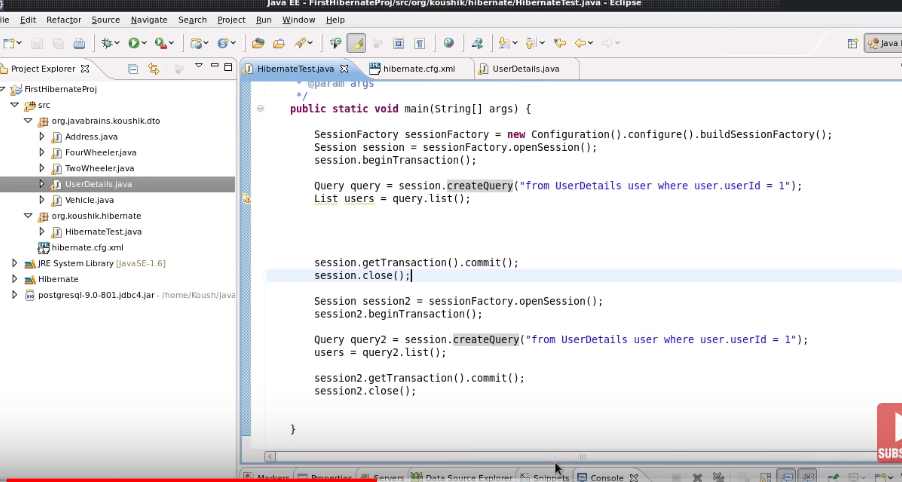 Java EE - FirstHibernateProj/src/org/koushik/hibernate/HibernateTest.java - Eclipse
Edit Refactor Source Navigate Search Project Run Window Help
Java
Project Explorer
HibernateTest.java
hibernate.cfg.xml
UserDetails.java
FirstHibernateProj
src
org.javabrains.koushik.dto
Address.java
FourWheeler.java
TwoWheeler.java
UserDetails.java
Vehicle.java
org.koushik.hibernate
HibernateTest.java
hibernate.cfg.xml
JRE System Library [JavaSE-1.6]
Hibernate
postgresql-9.0-801.jdbc4.jar - /home/Koush/java
* @param args
*/
public static void main(String[] args) {
SessionFactory sessionFactory = new Configuration().configure().buildSessionFactory();
Session session = sessionFactory.openSession();
session.beginTransaction();
Query query = session.createQuery("from UserDetails user where user.userId = 1");
List users = query.list();
session.getTransaction().commit();
session.close();
Session session2 = sessionFactory.openSession();
session2.beginTransaction();
Query query2 = session.createQuery("from UserDetails user where user.userId = 1");
users = query2.list();
session2.getTransaction().commit();
session2.close();
}
SUBS
Markers Properties Servers Data Source Explorer Snippets Console